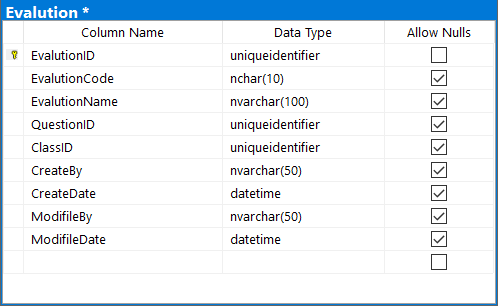 Evalution *
Column Name Data Type Allow Nulls
EvalutionID uniqueidentifier
EvalutionCode nchar(10)
EvalutionName nvarchar(100)
QuestionID uniqueidentifier
ClassID uniqueidentifier
CreateBy nvarchar(50)
CreateDate datetime
ModifileBy nvarchar(50)
ModifileDate datetime